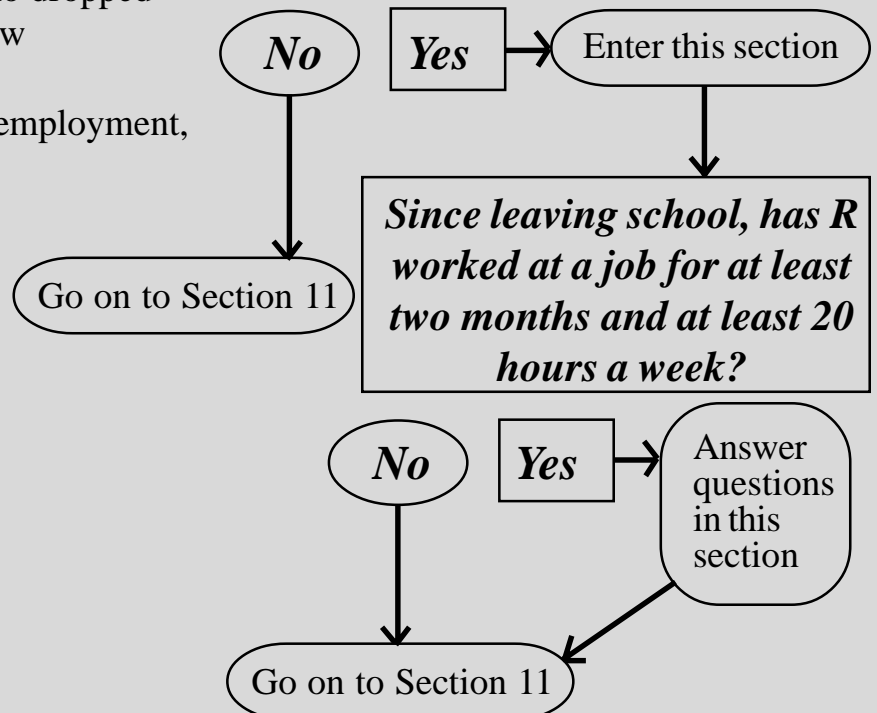 dropped
No
Yes
Enter this section
employment,
Since leaving school, has R
worked at a job for at least
two months and at least 20
hours a week?
Go on to Section 11
No
Yes
Answer
questions
in this
section
Go on to Section 11